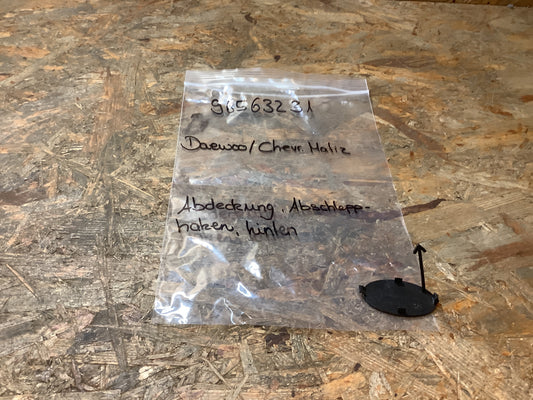 96563231
Daewoo/Chevr. Matiz
Abdeckung, Abschlepp-
haken, hinten